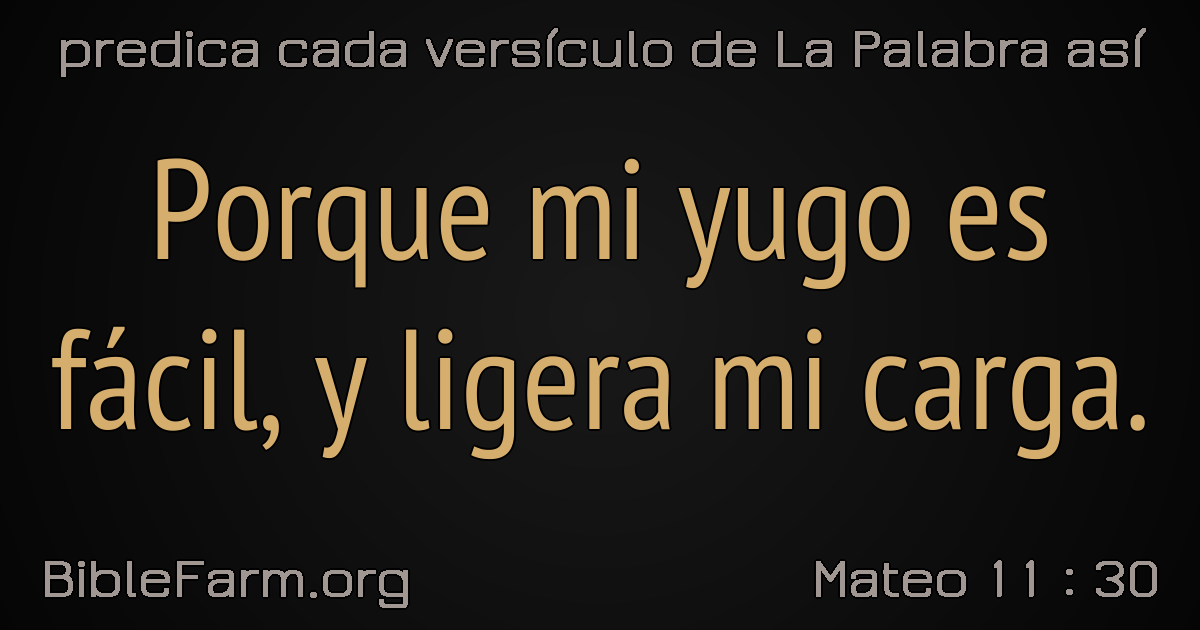 predica cada versículo de La Palabra así
Porque mi yugo es
fácil, y ligera mi carga.
BibleFarm.org
Mateo 11 : 30